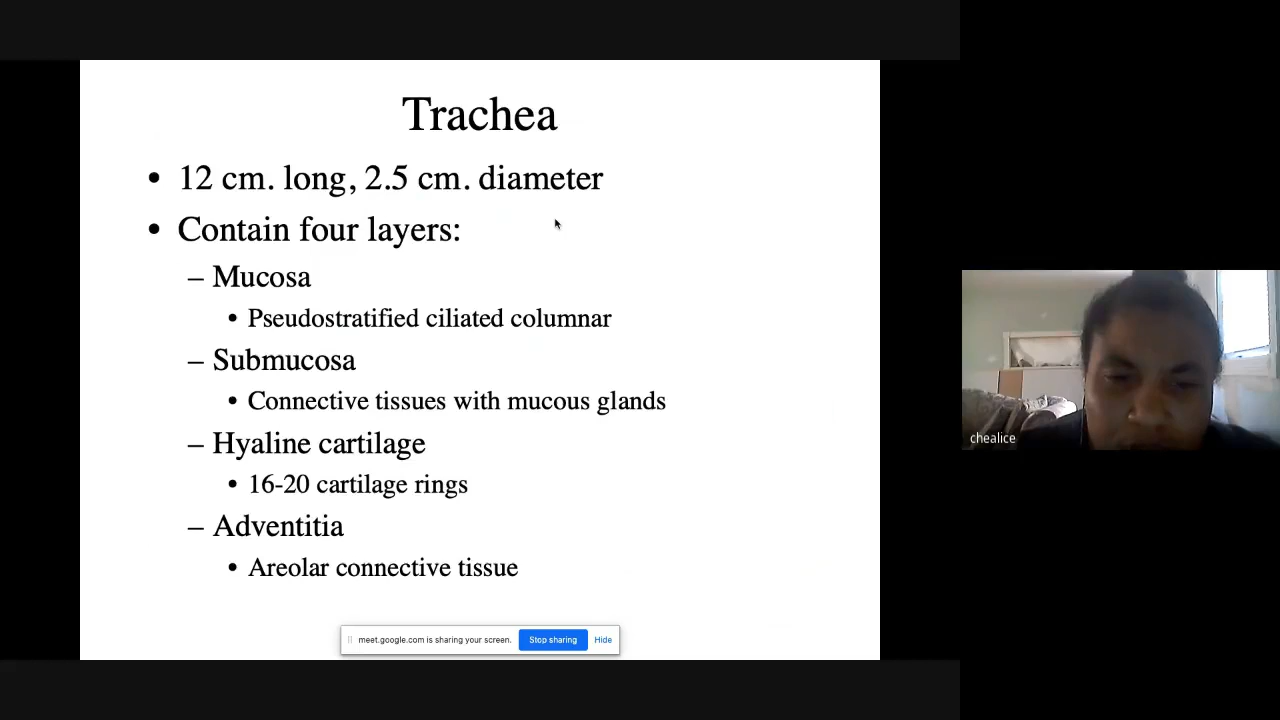 Trachea
• 12 cm. long, 2.5 cm. diameter
• Contain four layers:
– Mucosa
• Pseudostratified ciliated columnar
– Submucosa
• Connective tissues with mucous glands
– Hyaline cartilage
• 16-20 cartilage rings
– Adventitia
• Areolar connective tissue
meet.google.com is sharing your screen. Stop sharing Hide
chealice